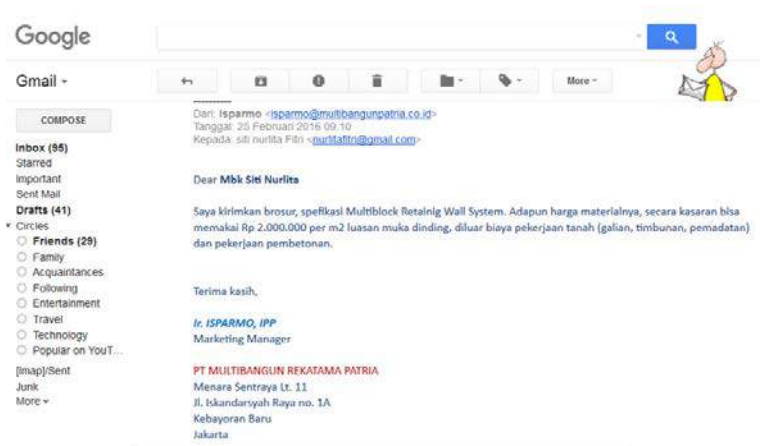 Google
Gmail
More
COMPOSE
Inbox (95)
Starred
Important
Sent Mail
Drafts (41)
Circles
Friends (29)
Family
Acquaintances
Following
Entertainment
Travel
Technology
Popular on YouT...
[Imap]/Sent
Junk
More
----------
Dari: Isparmo <isparmo@multibangunpatria.co.id>
Tanggal: 25 Februari 2016 09.10
Kepada: siti nurlita Fitri <nurlitafitri@gmail.com>
Dear Mbk Siti Nurlita
Saya kirimkan brosur, spefikasi Multiblock Retainig Wall System. Adapun harga materialnya, secara kasaran bisa
memakai Rp 2.000.000 per m2 luasan muka dinding, diluar biaya pekerjaan tanah (galian, timbunan, pemadatan)
dan pekerjaan pembetonan.
Terima kasih,
Ir. ISPARMO, IPP
Marketing Manager
PT MULTIBANGUN REKATAMA PATRIA
Menara Sentraya Lt. 11
Jl. Iskandarsyah Raya no. 1A
Kebayoran Baru
Jakarta